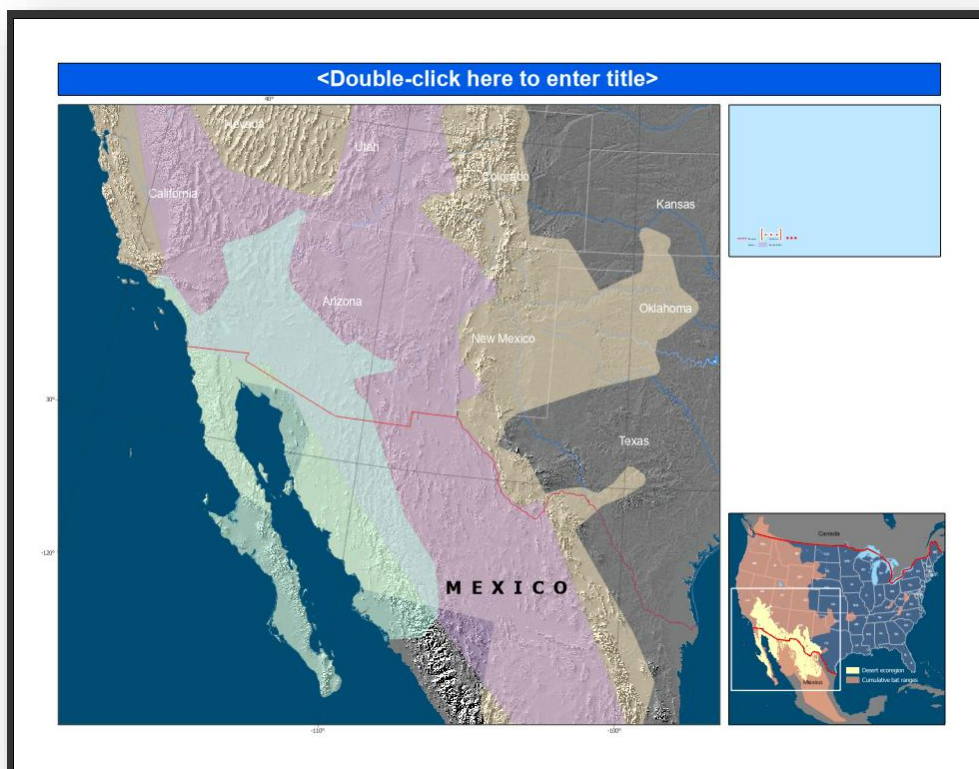 <Double-click here to enter title>
40°
Nevada
Utah
Colorado
California
Kansas
Arizona
Oklahoma
New Mexico
30°
Texas
-120°
MEXICO
-110°
-100°
Canada
Desert ecoregion
Mexico
Cumulative bat ranges